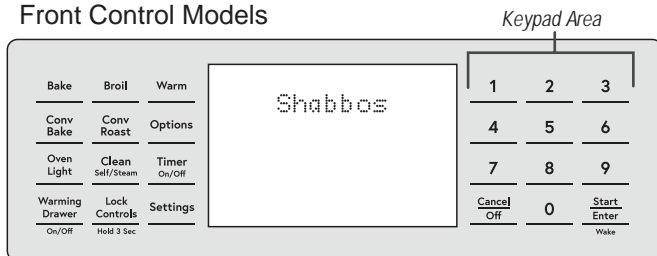 Front Control Models
Keypad Area
Bake Broil Warm
Shabbos
1 2 3
Conv Bake
Conv Roast
Options
4 5 6
Oven Light
Clean
Self/Steam
Timer
On/Off
7 8 9
Warming Drawer
On/Off
Lock Controls
Hold 3 Sec
Settings
Cancel
Off
0
Start
Enter
Wake